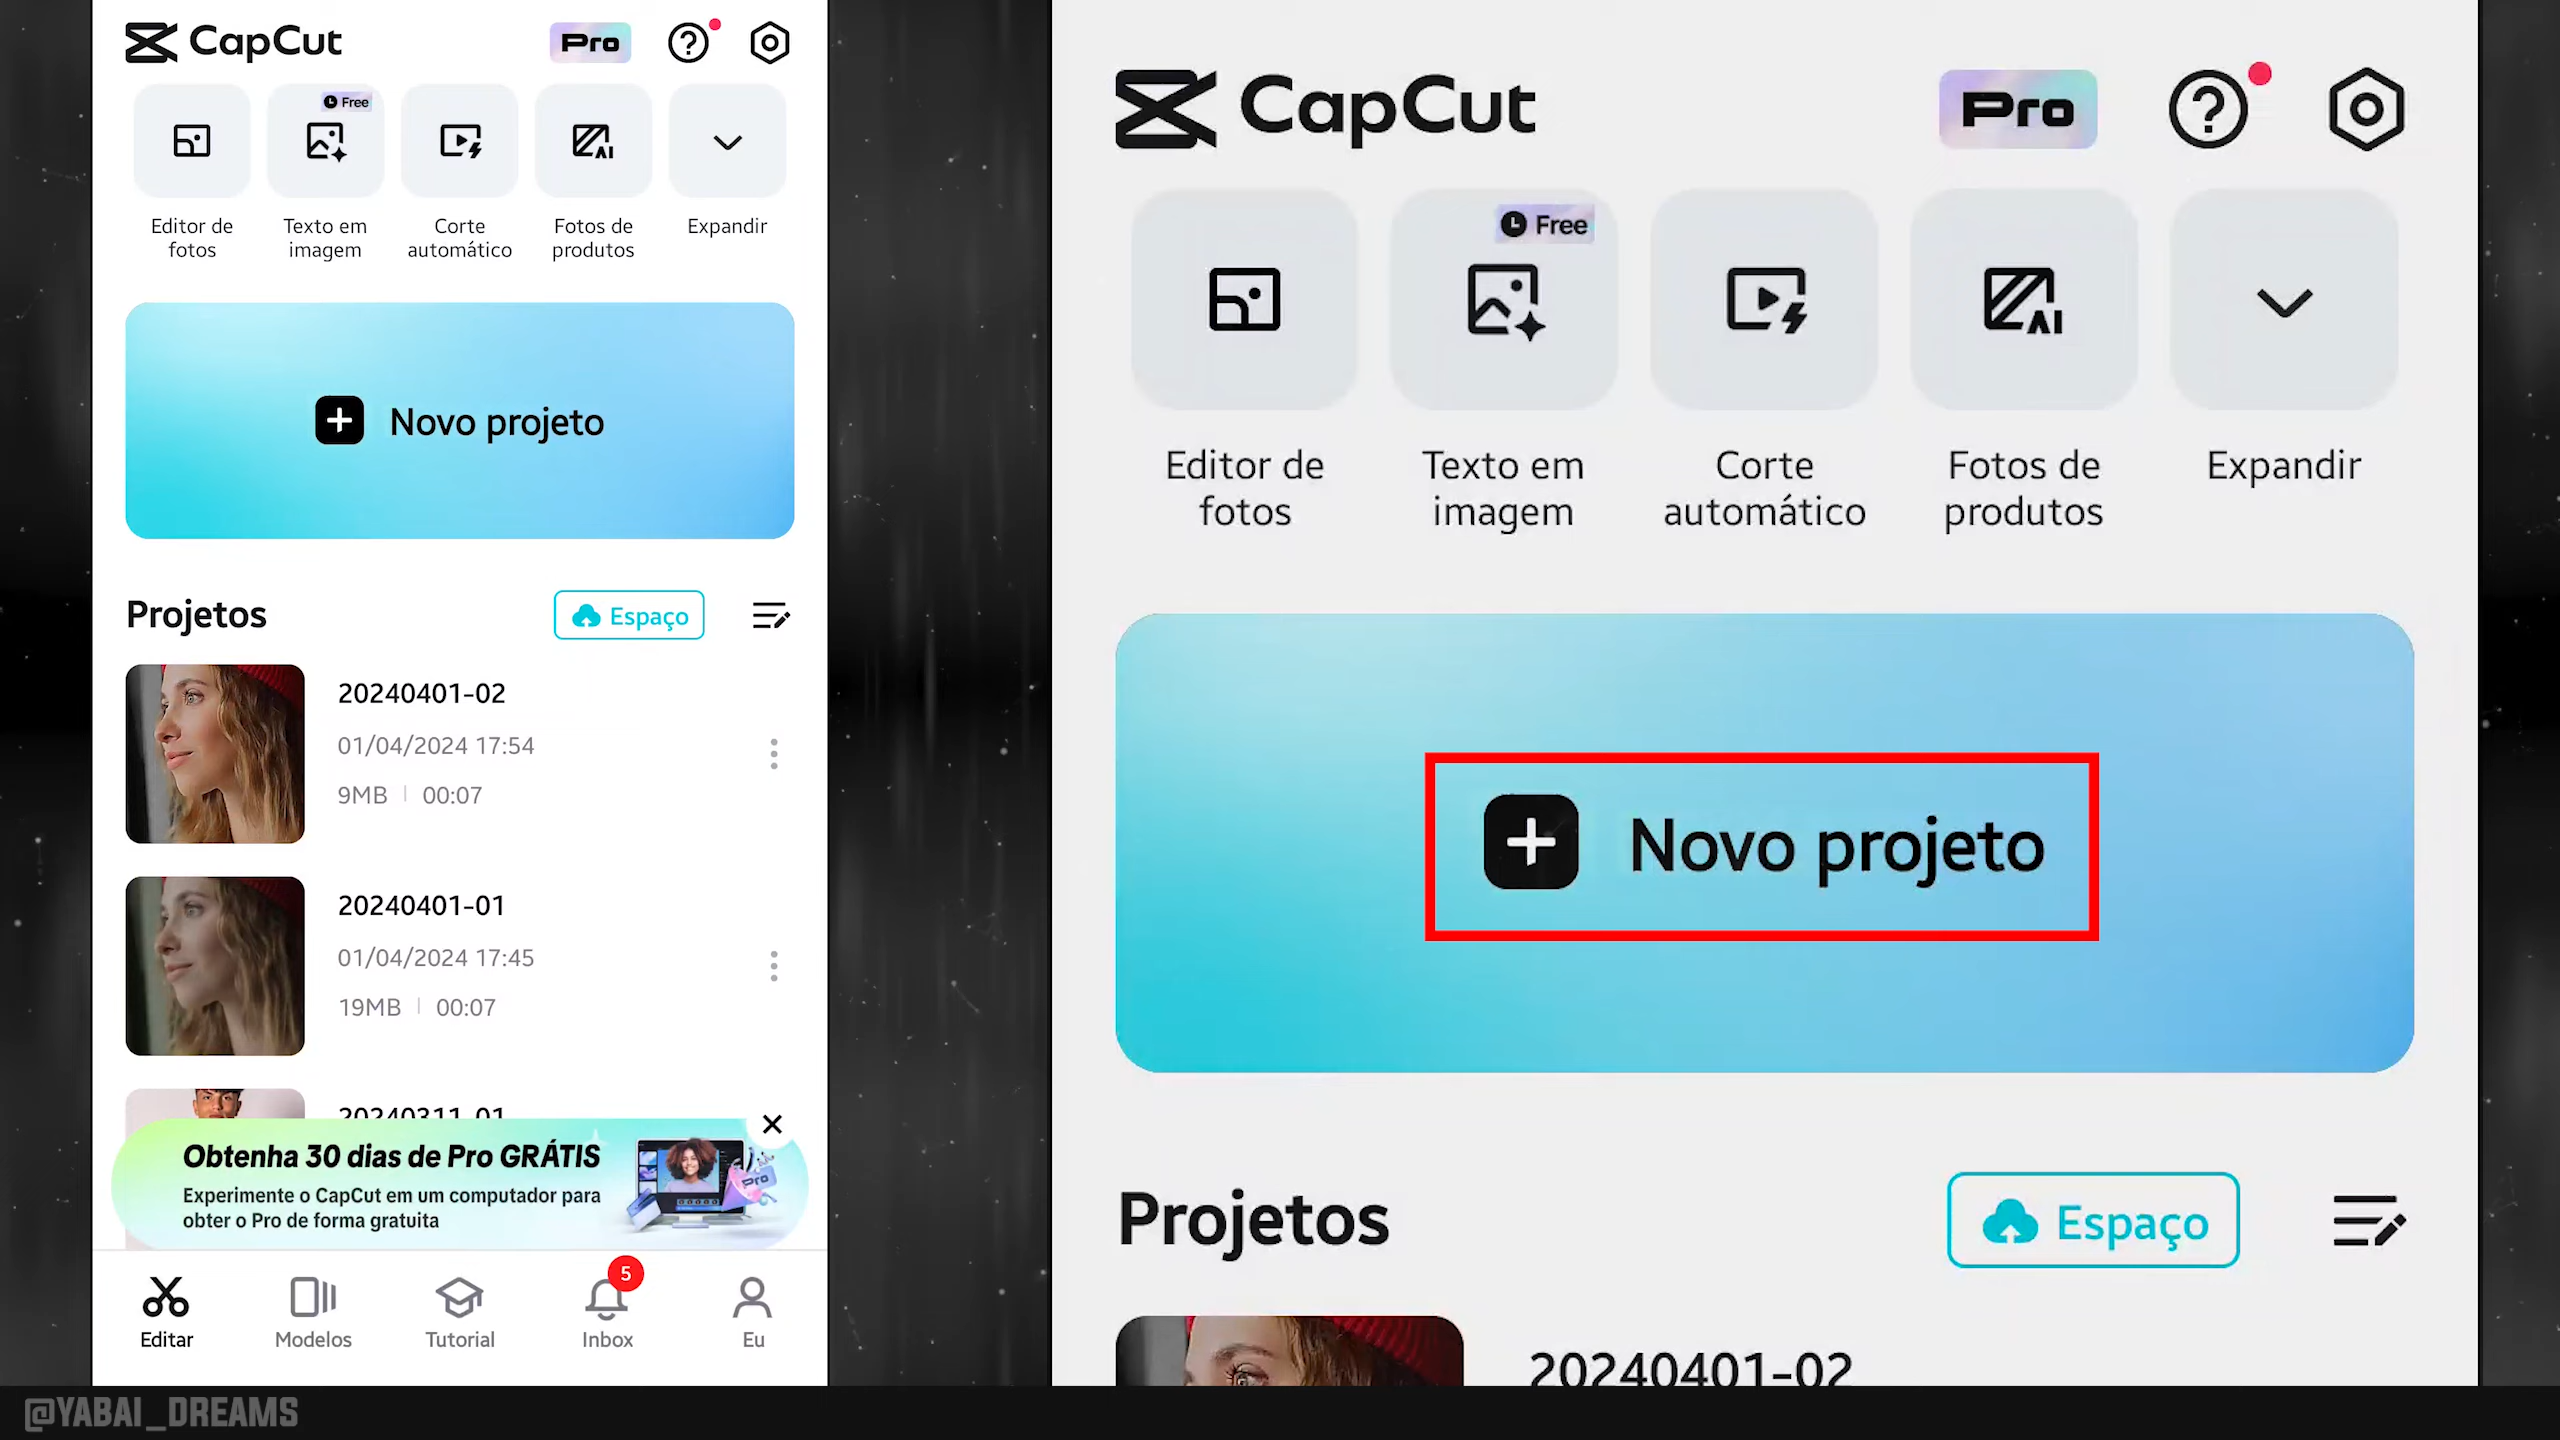 CapCut
Pro
Free
Editor de
fotos
Texto em
imagem
Corte
automático
Fotos de
produtos
Expandir
Novo projeto
Projetos
Espaço
20240401-02
01/04/2024 17:54
9MB
00:07
20240401-01
01/04/2024 17:45
19MB
00:07
20240311-01
Obtenha 30 dias de Pro GRÁTIS
Experimente o CapCut em um computador para
obter o Pro de forma gratuita
Pro
5
Editar
Modelos
Tutorial
Inbox
Eu
CapCut
Pro
Free
AI
Editor de
fotos
Texto em
imagem
Corte
automático
Fotos de
produtos
Expandir
Novo projeto
Projetos
Espaço
20240401-02
@YABAI_DREAMS